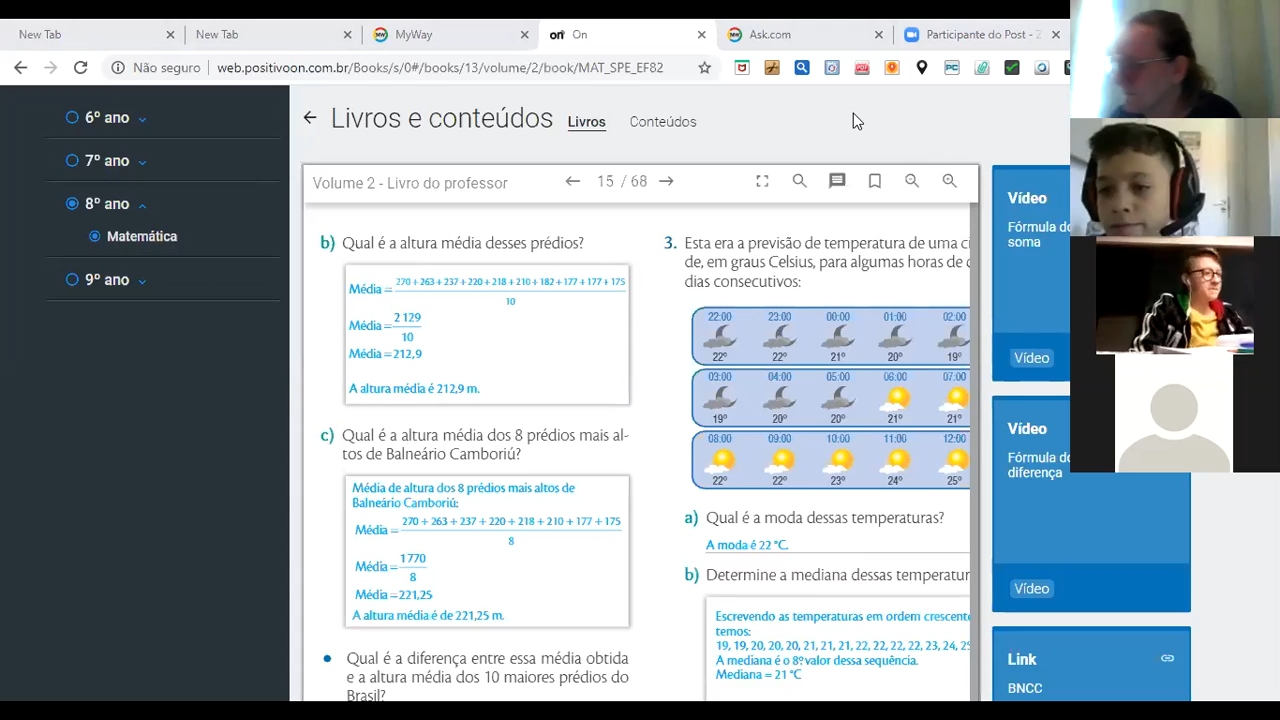 New Tab
New Tab
MyWay
On
Ask.com
Participante do Post - Z
Não seguro
web.positivoon.com.br/Books/s/0#/books/13/volume/2/book/MAT_SPE_EF82
6º ano
7º ano
8º ano
Matemática
9º ano
Livros e conteúdos
Livros
Conteúdos
Volume 2 - Livro do professor
15 / 68
b) Qual é a altura média desses prédios?
Média = 270 + 263 + 237 + 220 + 218 + 210 + 182 + 177 + 177 + 175
10
Média = 2 129
10
Média = 212,9
A altura média é 212,9 m.
c) Qual é a altura média dos 8 prédios mais al-
tos de Balneário Camboriú?
Média de altura dos 8 prédios mais altos de
Balneário Camboriú:
Média = 270 + 263 + 237 + 220 + 218 + 210 + 177 + 175
8
Média = 1770
8
Média = 221,25
A altura média é de 221,25 m.
• Qual é a diferença entre essa média obtida
e a altura média dos 10 maiores prédios do
Brasil?
3. Esta era a previsão de temperatura de uma ci
de, em graus Celsius, para algumas horas de
dias consecutivos:
22:00 23:00 00:00 01:00 02:00
22º 22º 21º 20º 19º
03:00 04:00 05:00 06:00 07:00
19º 20º 20º 21º 21º
08:00 09:00 10:00 11:00 12:00
22º 22º 23º 24º 25º
a) Qual é a moda dessas temperaturas?
A moda é 22 °C.
b) Determine a mediana dessas temperatur
Escrevendo as temperaturas em ordem crescente
temos:
19, 19, 20, 20, 20, 21, 21, 21, 22, 22, 22, 22, 23, 24, 25
A mediana é o 8º valor dessa sequência.
Mediana = 21 °C
Vídeo
Fórmula do
soma
Vídeo
Vídeo
Fórmula do
diferença
Vídeo
Link
BNCC